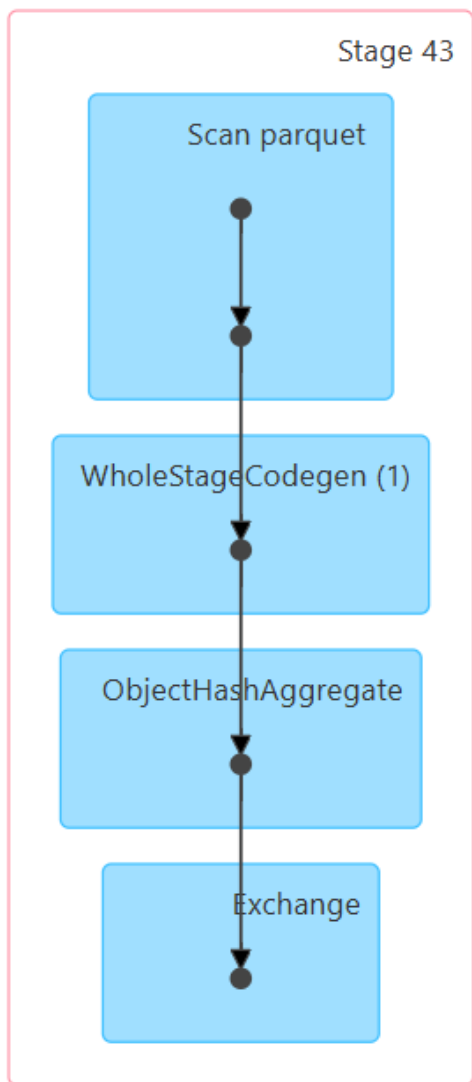 Stage 43
Scan parquet
WholeStageCodegen (1)
ObjectHashAggregate
Exchange